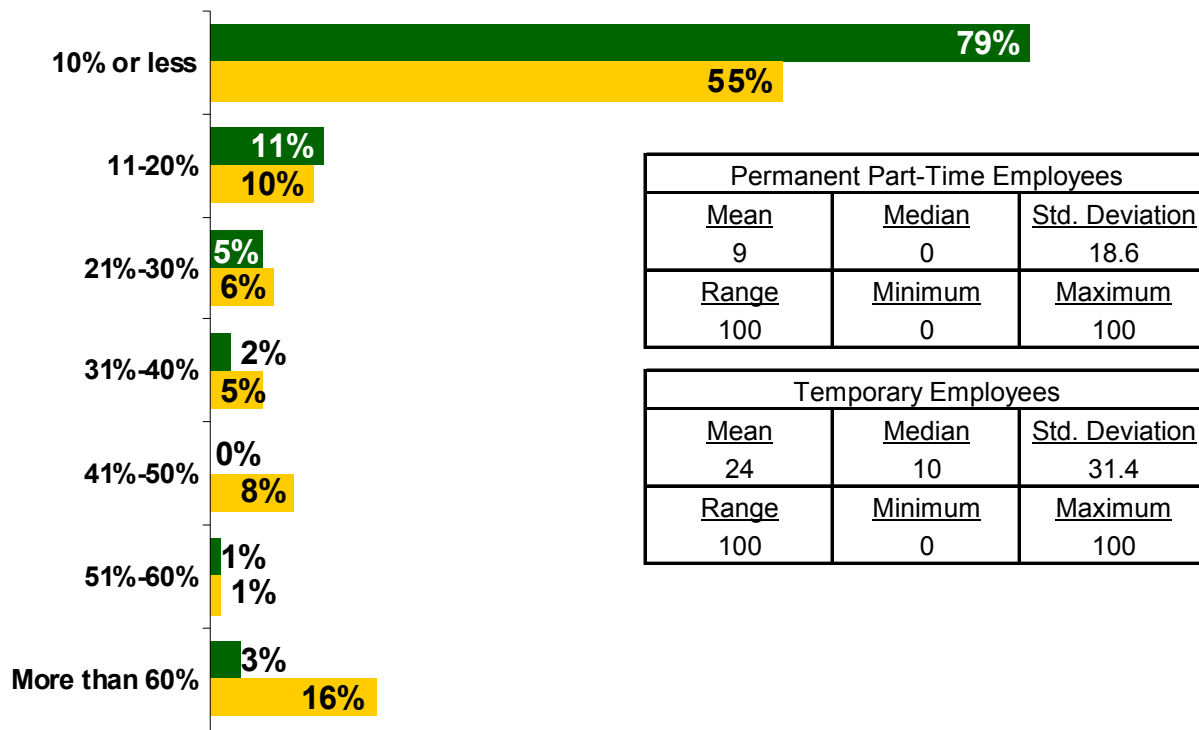 10% or less
79%
55%
11-20%
11%
10%
21%-30%
5%
6%
31%-40%
2%
5%
41%-50%
0%
8%
51%-60%
1%
1%
More than 60%
3%
16%
Permanent Part-Time Employees
Mean Median Std. Deviation
9 0 18.6
Range Minimum Maximum
100 0 100
Temporary Employees
Mean Median Std. Deviation
24 10 31.4
Range Minimum Maximum
100 0 100